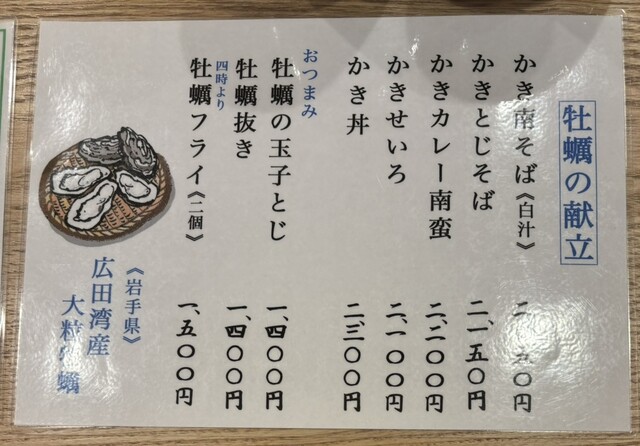 牡蠣の献立
かき南そば《白汁》
かきとじそば 二、一五〇円
かきカレー南蛮 二、二〇〇円
かきせいろ 二、一〇〇円
かき丼 二、三〇〇円
おつまみ
牡蠣の玉子とじ 一、四〇〇円
牡蠣抜き 一、四〇〇円
四時より
牡蠣フライ《二個》 一、五〇〇円
《岩手県》
広田湾産
大粒牡蠣